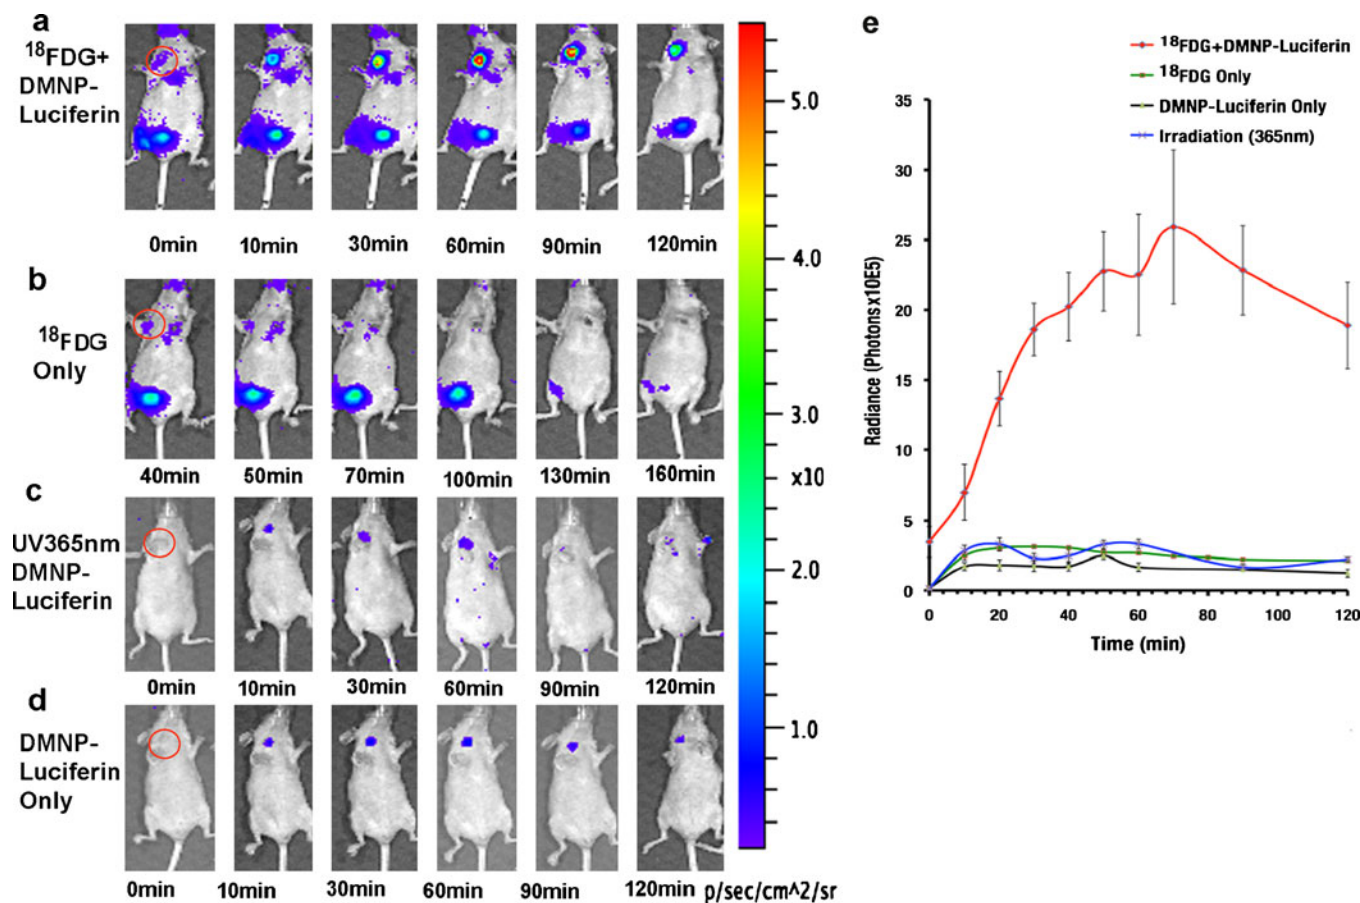 a
¹⁸FDG+
DMNP-
Luciferin
0min 10min 30min 60min 90min 120min
b
¹⁸FDG
Only
40min 50min 70min 100min 130min 160min
c
UV365nm
DMNP-
Luciferin
0min 10min 30min 60min 90min 120min
d
DMNP-
Luciferin
Only
0min 10min 30min 60min 90min 120min p/sec/cm^2/sr
5.0
4.0
3.0
x10
2.0
1.0
e
¹⁸FDG+DMNP-Luciferin
¹⁸FDG Only
DMNP-Luciferin Only
Irradiation (365nm)
Radiance (Photonsx10E5)
35
30
25
20
15
10
5
0
0 20 40 60 80 100 120
Time (min)